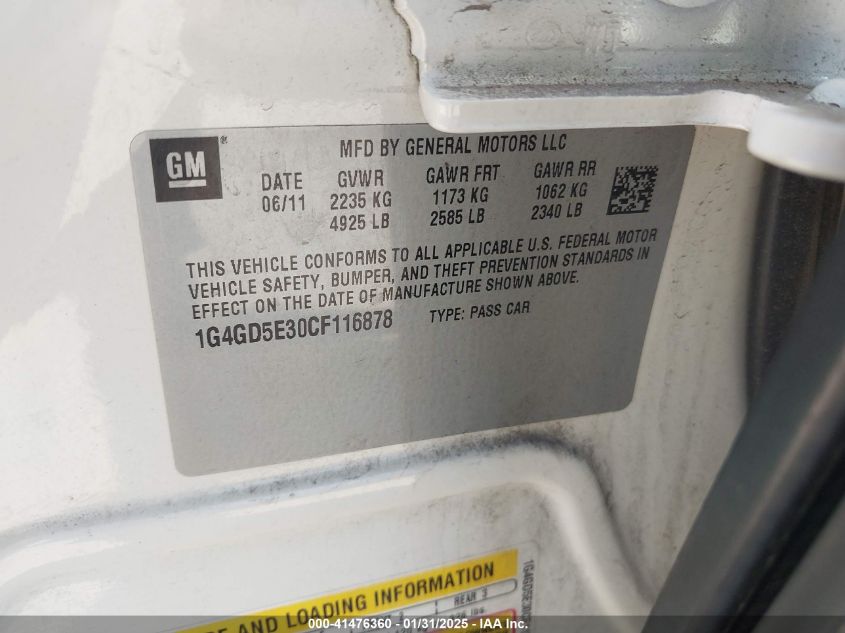 GM®
MFD BY GENERAL MOTORS LLC
DATE GVWR GAWR FRT GAWR RR
06/11 2235 KG 1173 KG 1062 KG
4925 LB 2585 LB 2340 LB
THIS VEHICLE CONFORMS TO ALL APPLICABLE U.S. FEDERAL MOTOR
VEHICLE SAFETY, BUMPER, AND THEFT PREVENTION STANDARDS IN
EFFECT ON THE DATE OF MANUFACTURE SHOWN ABOVE.
1G4GD5E30CF116878 TYPE: PASS CAR
AND LOADING INFORMATION
REAR 3
000-41476360 - 01/31/2025 - IAA Inc.